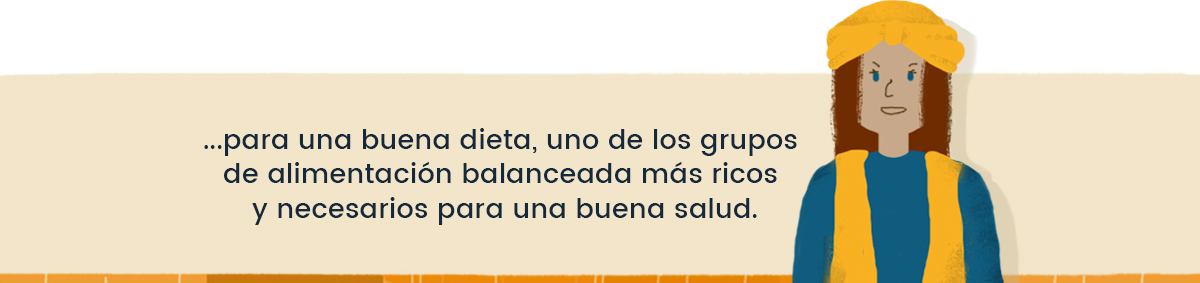 ...para una buena dieta, uno de los grupos
de alimentación balanceada más ricos
y necesarios para una buena salud.